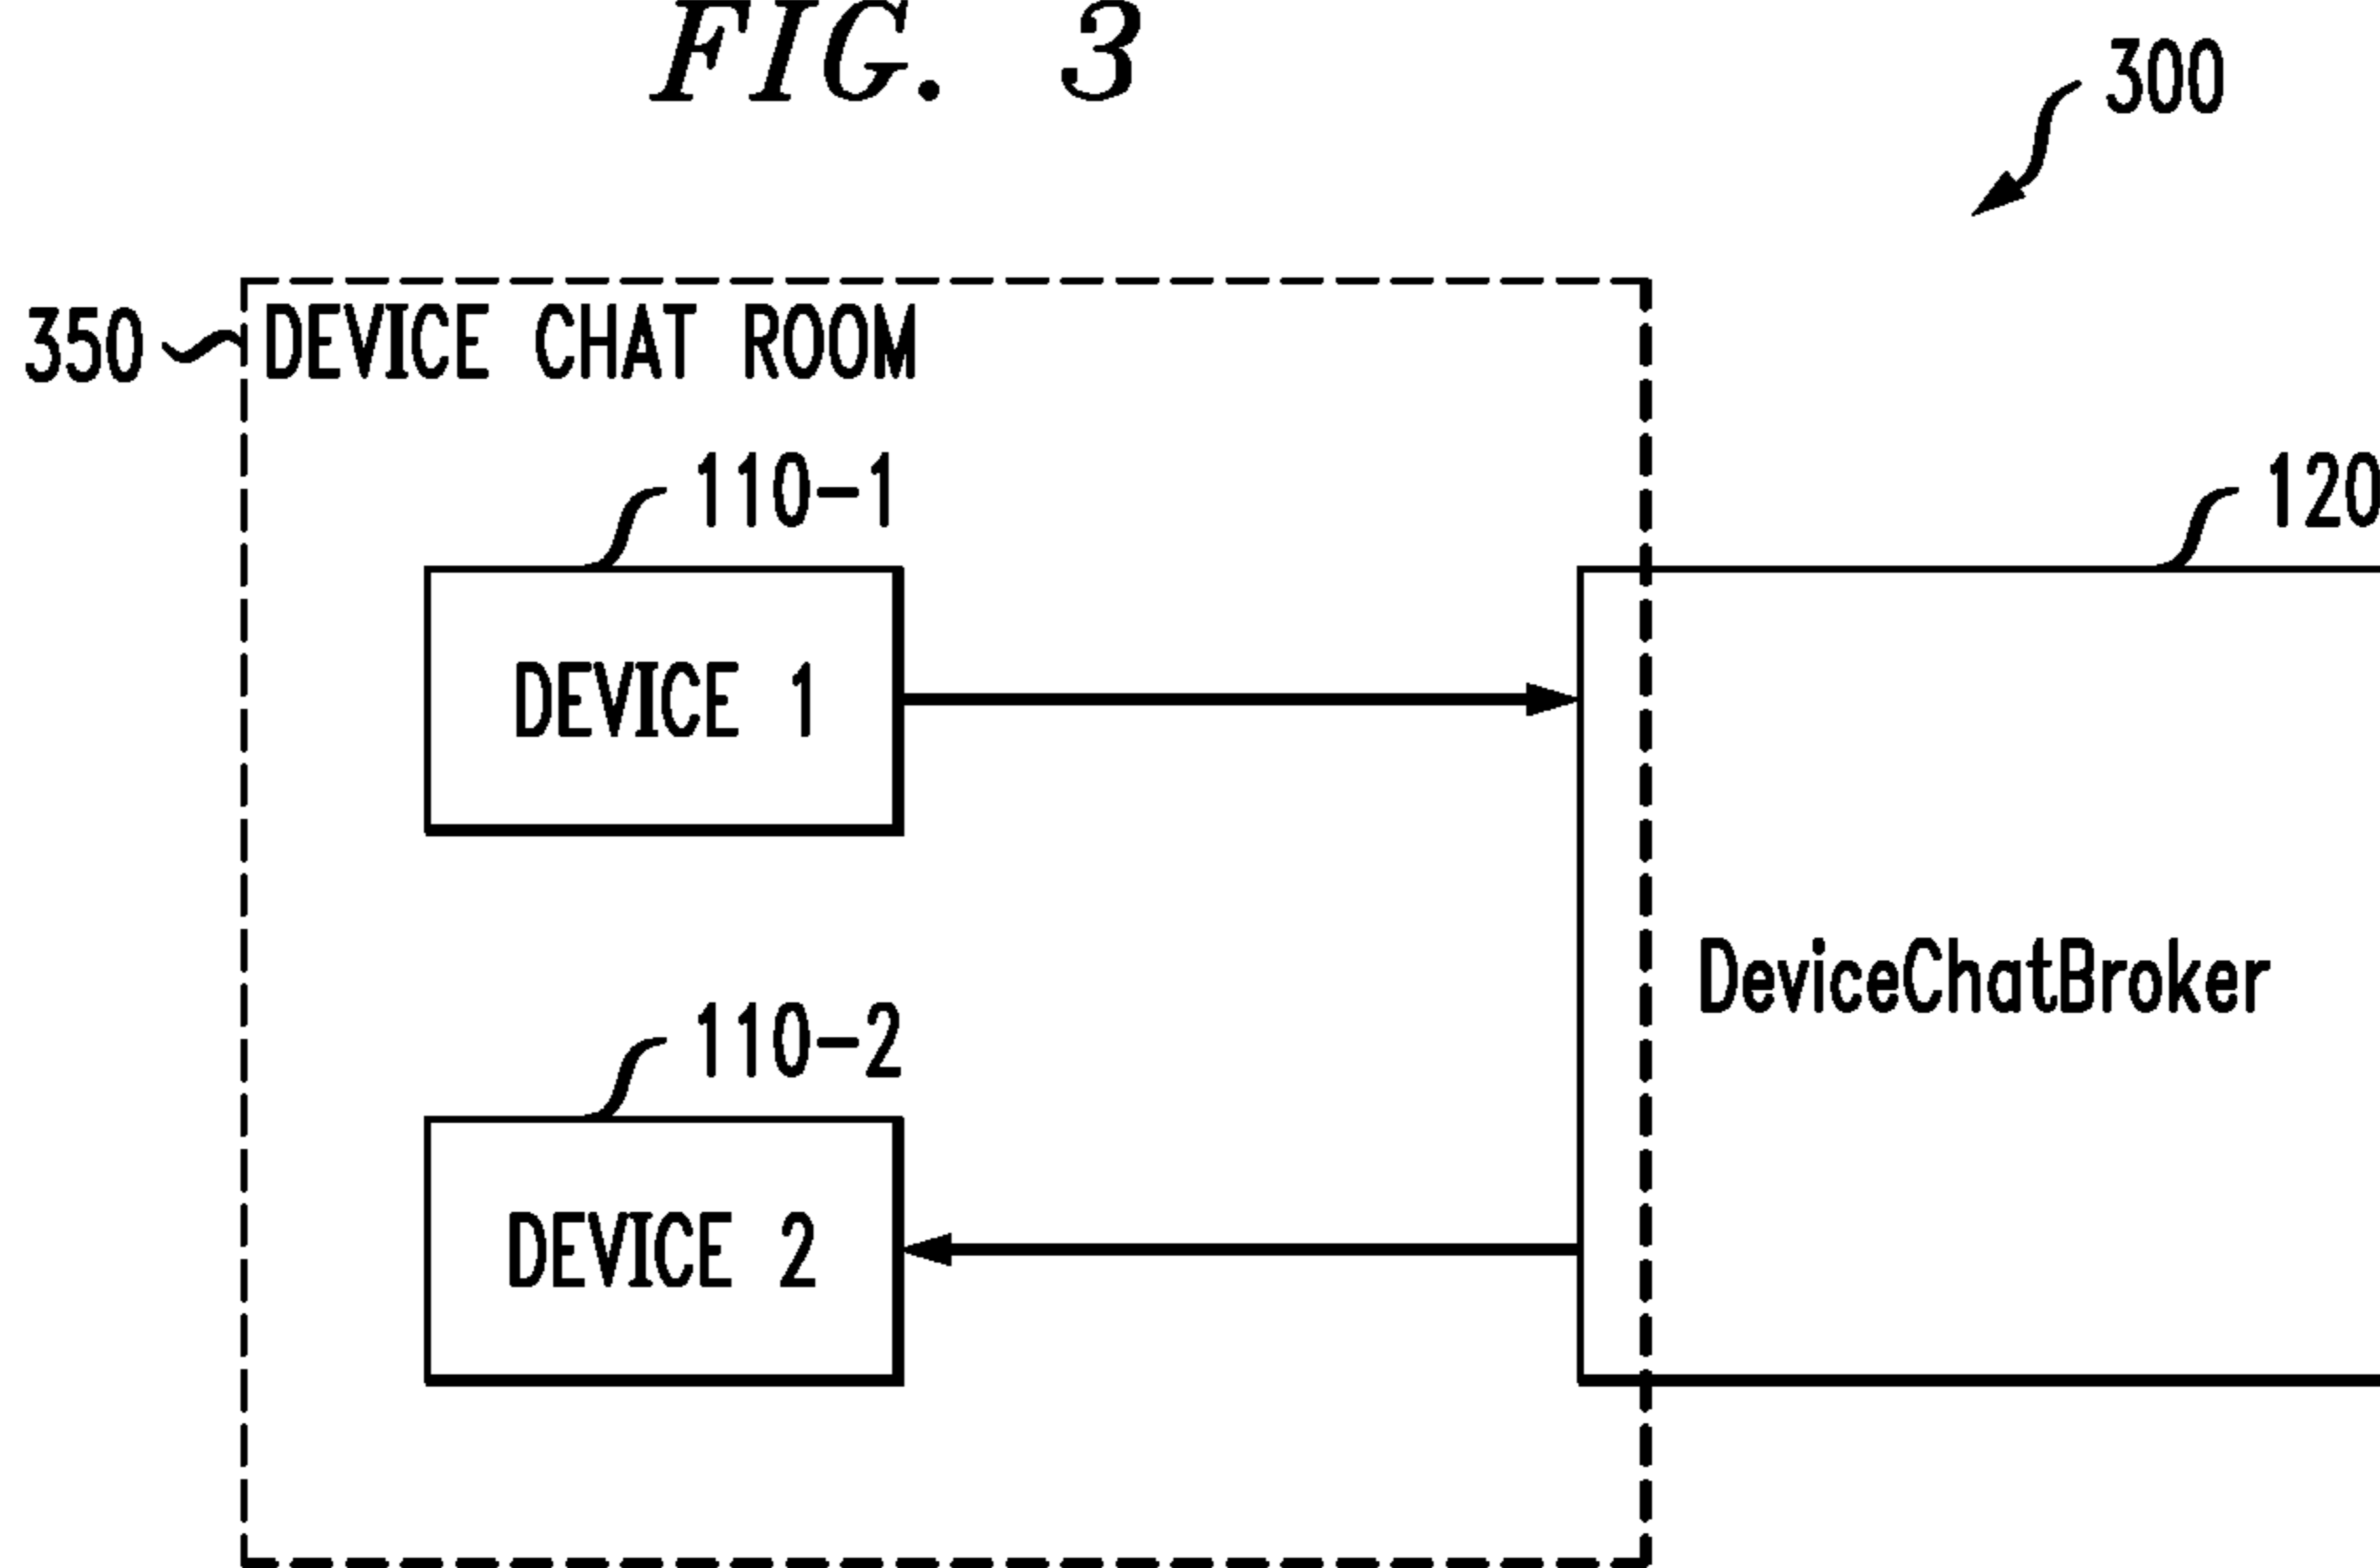 FIG. 3
300
350
DEVICE CHAT ROOM
110-1
120
DEVICE 1
DeviceChatBroker
110-2
DEVICE 2